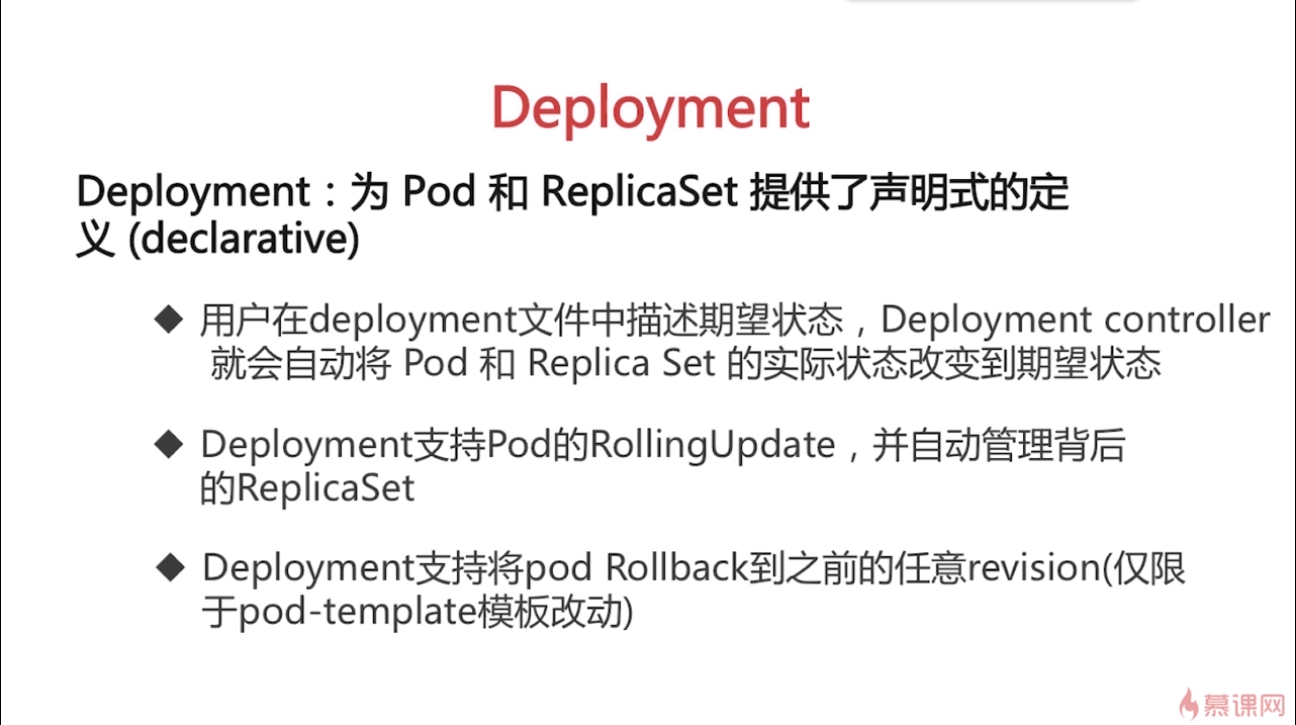 Deployment
Deployment：为 Pod 和 ReplicaSet 提供了声明式的定
义 (declarative)
◆ 用户在deployment文件中描述期望状态，Deployment controller
就会自动将 Pod 和 Replica Set 的实际状态改变到期望状态
◆ Deployment支持Pod的RollingUpdate，并自动管理背后
的ReplicaSet
◆ Deployment支持将pod Rollback到之前的任意revision(仅限
于pod-template模板改动)
慕课网